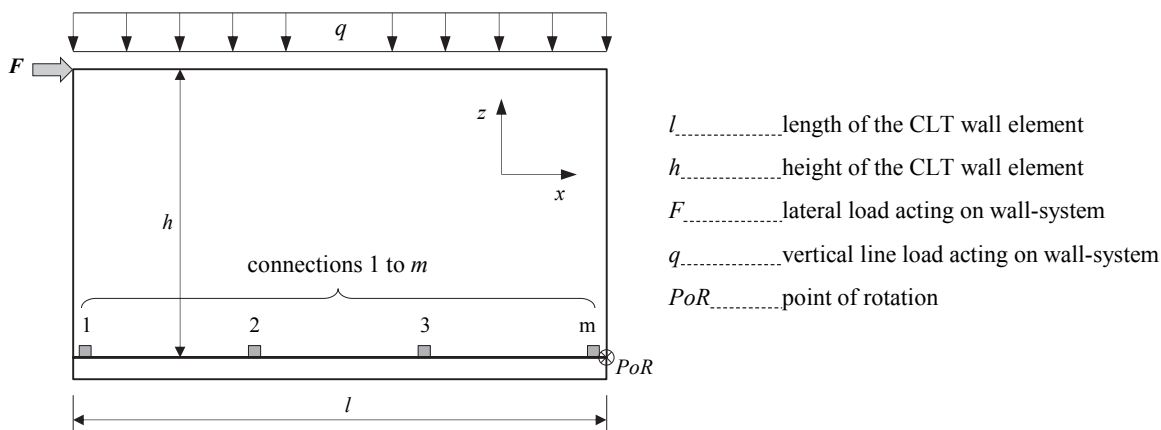 q
F
z
x
h
connections 1 to m
1 2 3 m
PoR
l
l length of the CLT wall element
h height of the CLT wall element
F lateral load acting on wall-system
q vertical line load acting on wall-system
PoR point of rotation